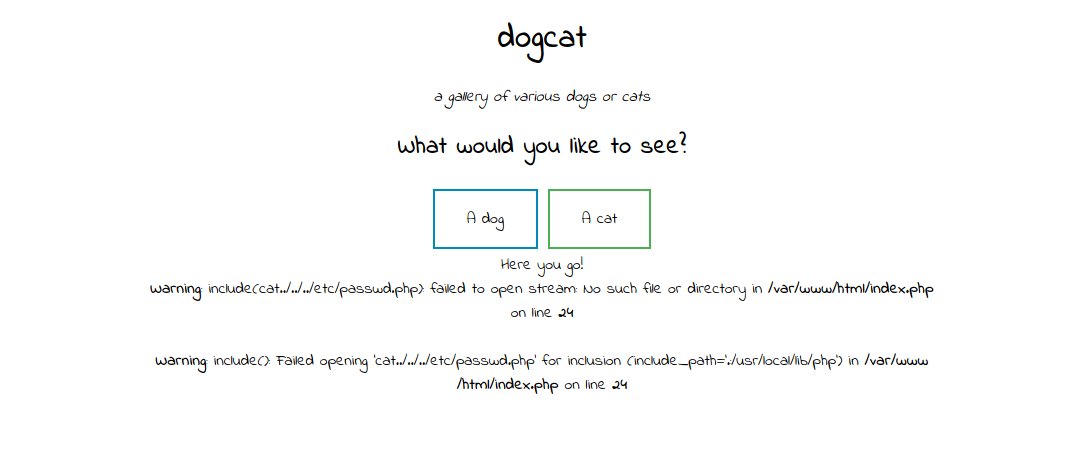 dogcat
a gallery of various dogs or cats
What would you like to see?
A dog A cat
Here you go!
Warning: include(cat../../../etc/passwd.php): failed to open stream: No such file or directory in /var/www/html/index.php
on line 24
Warning: include(): Failed opening 'cat../../../etc/passwd.php' for inclusion (include_path='.:/usr/local/lib/php') in /var/www
/html/index.php on line 24